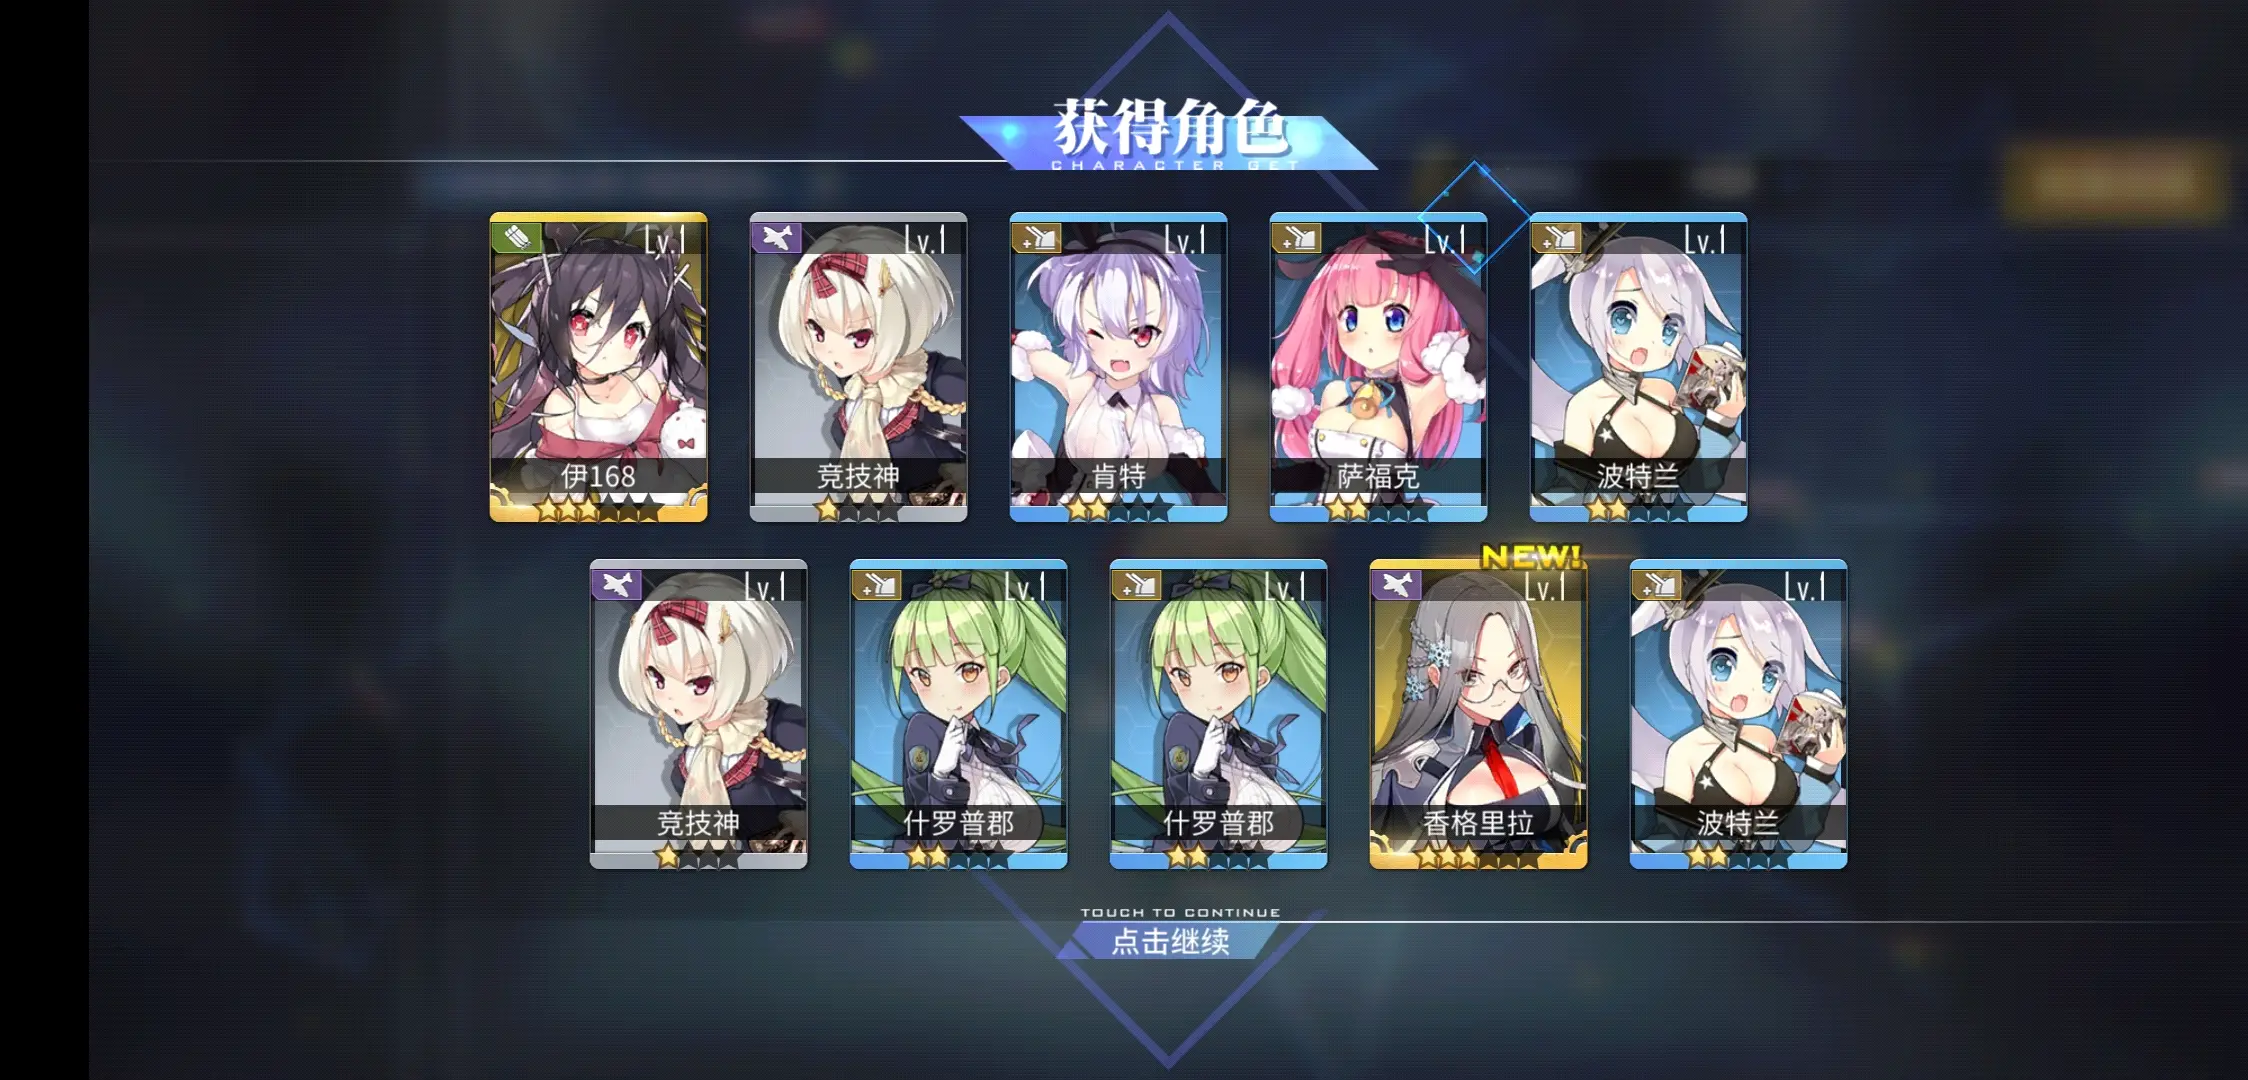 获得角色
CHARACTER GET
Lv.1
Lv.1
Lv.1
Lv.1
Lv.1
伊168
竞技神
肯特
萨福克
波特兰
NEW!
Lv.1
Lv.1
Lv.1
Lv.1
Lv.1
竞技神
什罗普郡
什罗普郡
香格里拉
波特兰
TOUCH TO CONTINUE
点击继续